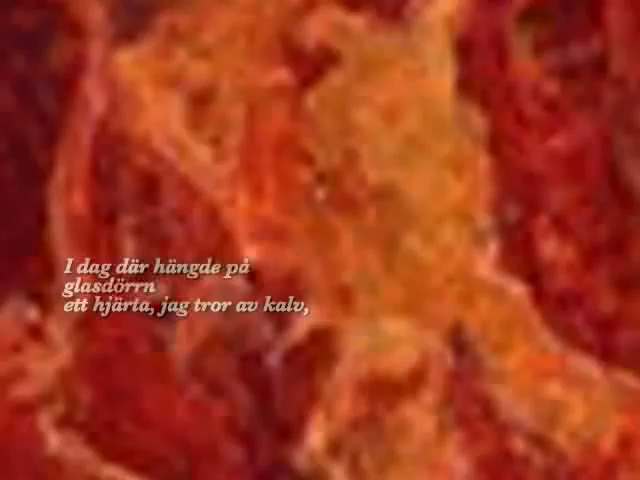 I dag där hängde på
glasdörrn
ett hjärta, jag tror av kalv,